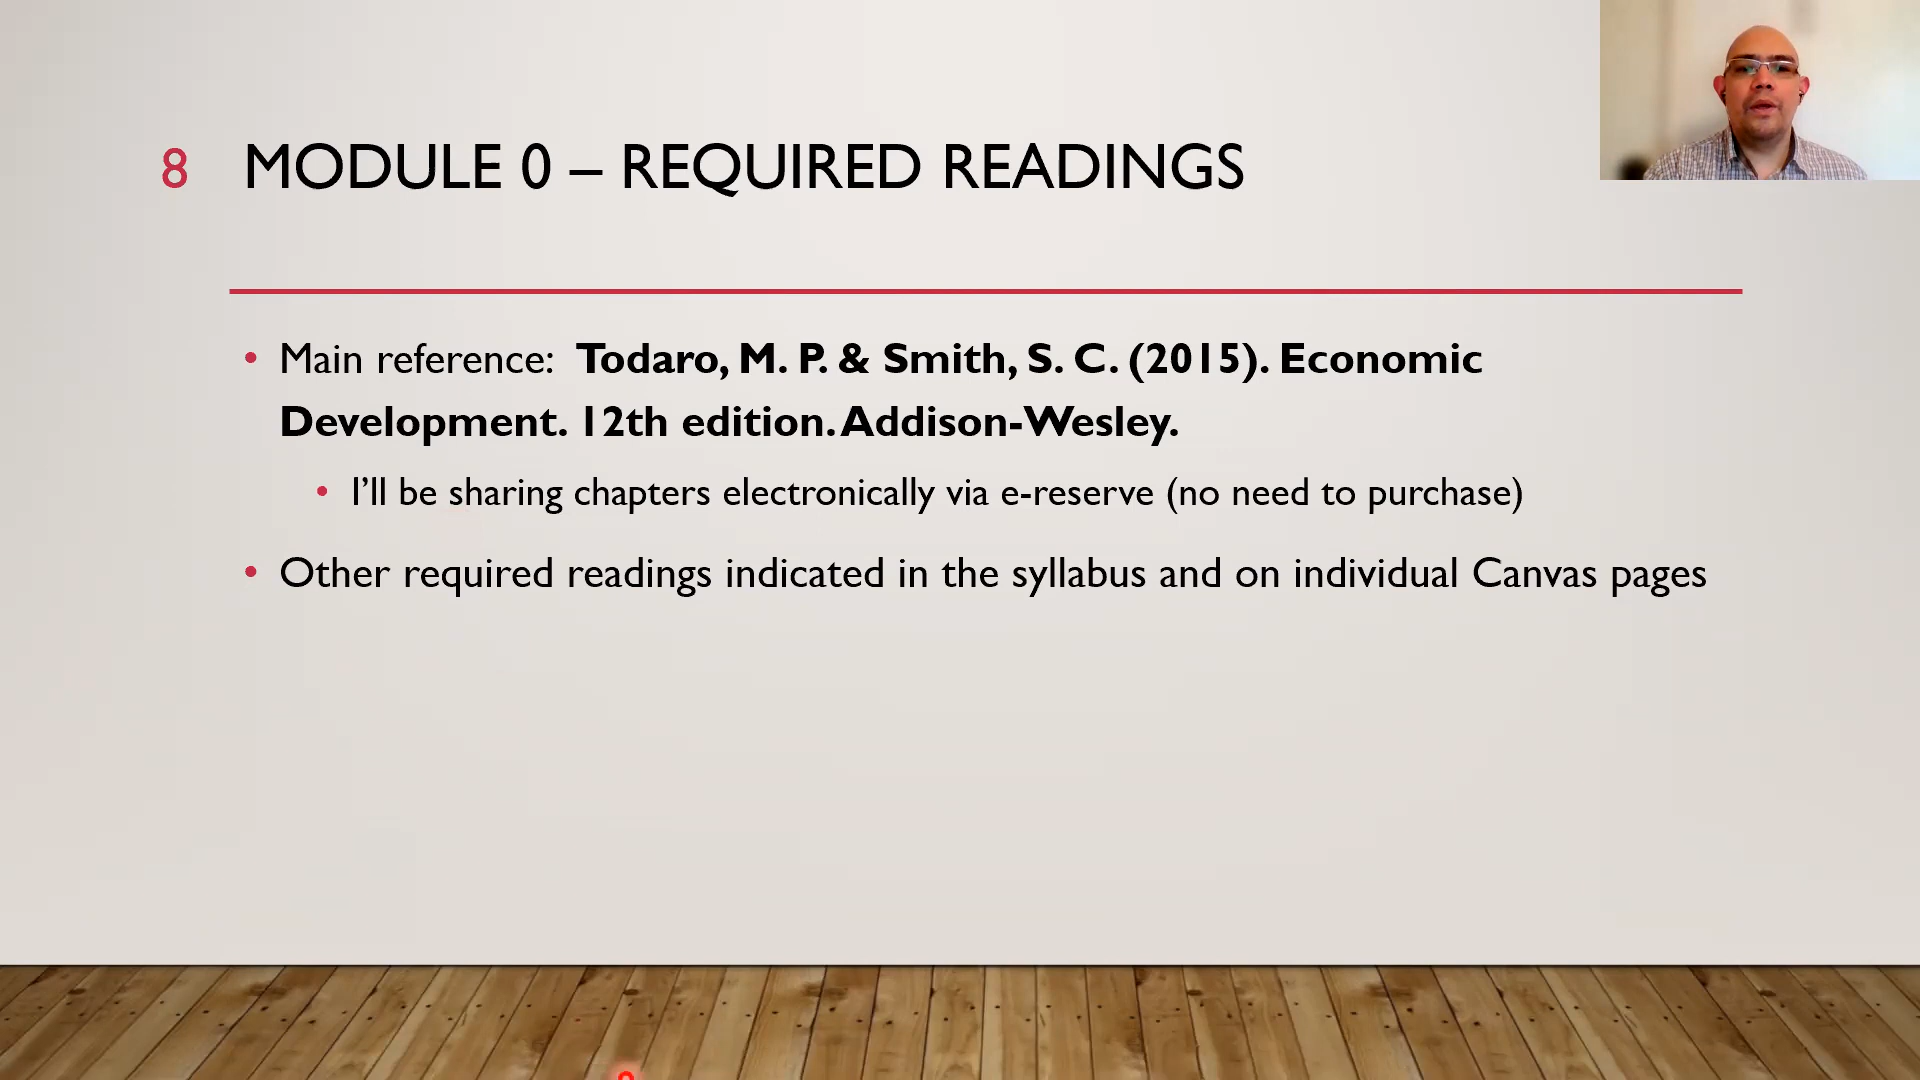 8 MODULE 0 – REQUIRED READINGS
• Main reference: Todaro, M. P. & Smith, S. C. (2015). Economic
Development. 12th edition. Addison-Wesley.
• I’ll be sharing chapters electronically via e-reserve (no need to purchase)
• Other required readings indicated in the syllabus and on individual Canvas pages